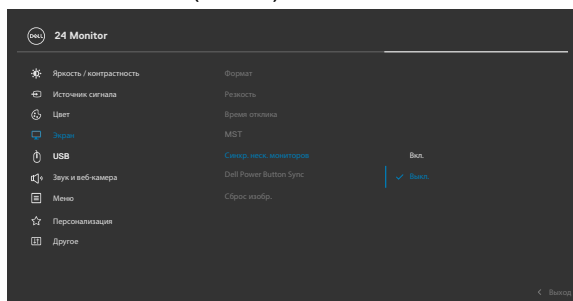 DELL 24 Monitor
Яркость / контрастность
Формат
Источник сигнала
Резкость
Цвет
Время отклика
Экран
MST
USB
Синхр. неск. мониторов
Вкл.
Звук и веб-камера
Dell Power Button Sync
Выкл.
Меню
Сброс изобр.
Персонализация
Другое
Выход